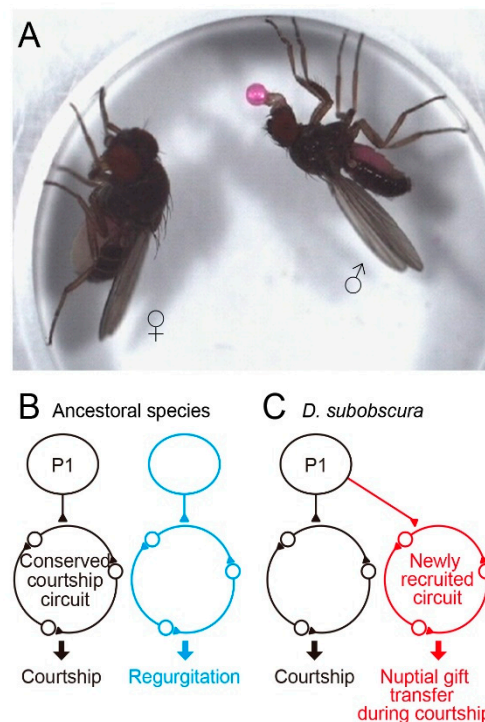 A
♀
♂
B Ancestoral species
C D. subobscura
P1
P1
Conserved
courtship
circuit
Newly
recruited
circuit
Courtship
Regurgitation
Courtship
Nuptial gift
transfer
during courtship